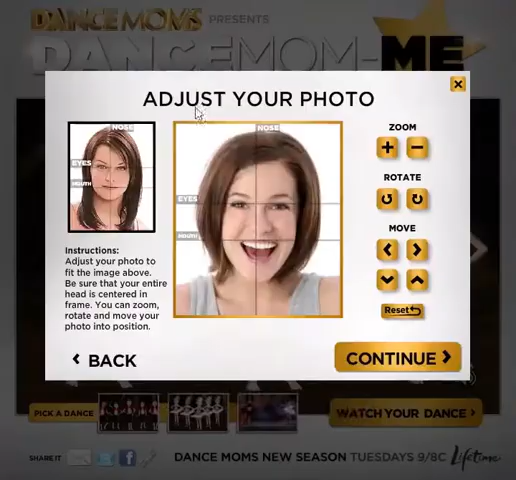 DANCE MOMS PRESENTS
DANCEMOM-ME
ADJUST YOUR PHOTO
NOSE
EYES
MOUTH
NOSE
EYES
MOUTH
ZOOM
ROTATE
MOVE
Reset
Instructions:
Adjust your photo to
fit the image above.
Be sure that your entire
head is centered in
frame. You can zoom,
rotate and move your
photo into position.
BACK
CONTINUE
PICK A DANCE
WATCH YOUR DANCE
SHARE IT
f
DANCE MOMS NEW SEASON TUESDAYS 9/8C Lifetime